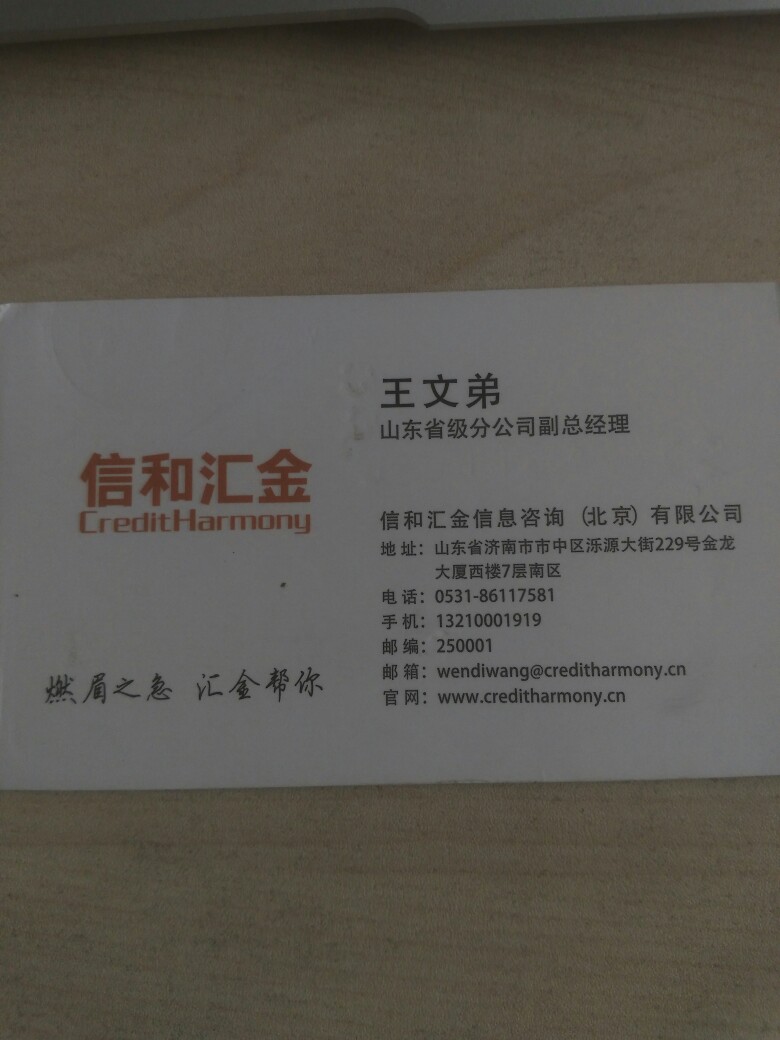 王文弟
山东省级分公司副总经理
信和汇金
CreditHarmony
信和汇金信息咨询（北京）有限公司
地址：山东省济南市市中区泺源大街229号金龙
大厦西楼7层南区
电话：0531-86117581
手机：13210001919
邮编：250001
邮箱：wendiwang@creditharmony.cn
官网：www.creditharmony.cn
燃眉之急 汇金帮你